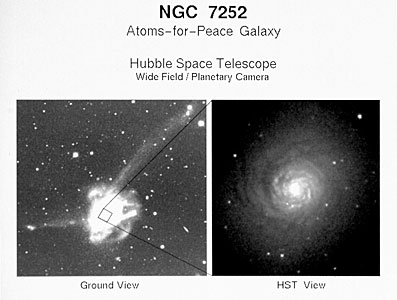 NGC 7252
Atoms-for-Peace Galaxy
Hubble Space Telescope
Wide Field / Planetary Camera
Ground View
HST View